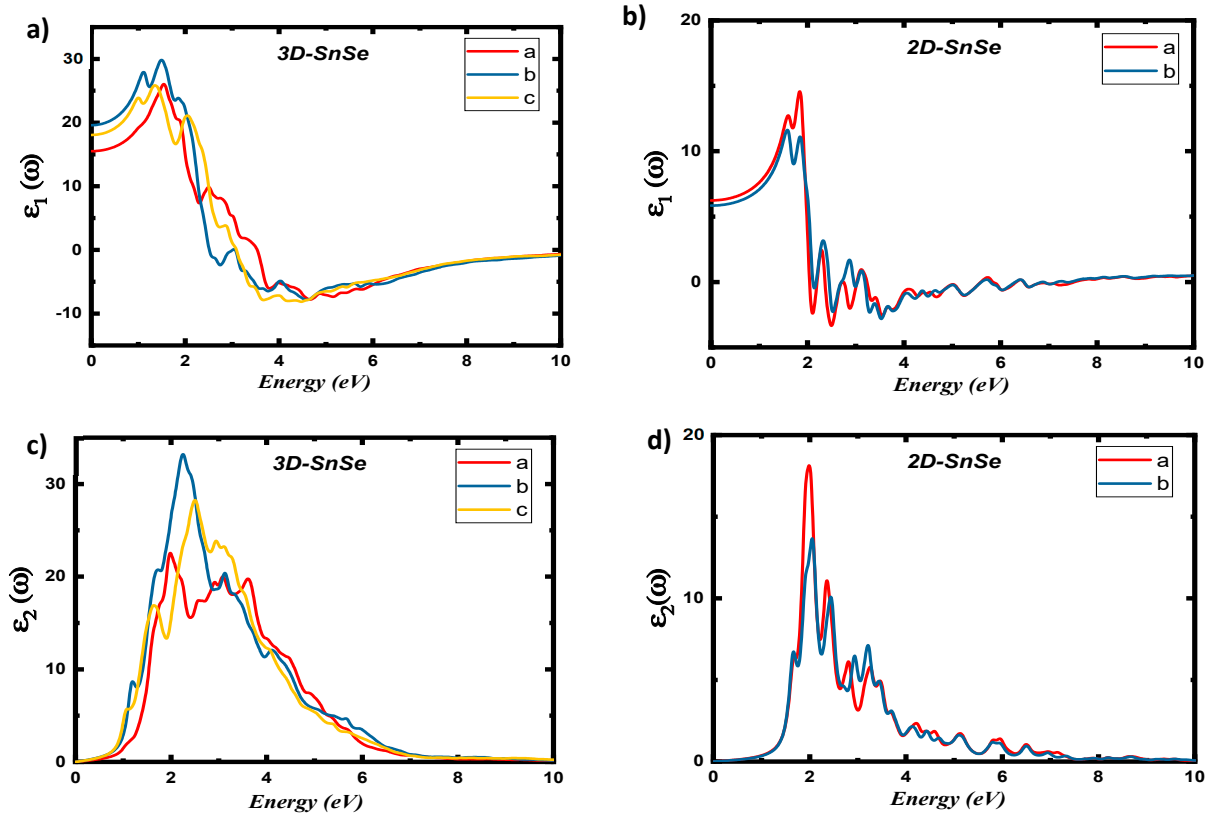 a)
3D-SnSe
a
b
c
30
20
10
0
-10
ε1 (ω)
0 2 4 6 8 10
Energy (eV)
b)
2D-SnSe
a
b
20
10
0
ε1 (ω)
0 2 4 6 8 10
Energy (eV)
c)
3D-SnSe
a
b
c
30
20
10
0
ε2 (ω)
0 2 4 6 8 10
Energy (eV)
d)
2D-SnSe
a
b
20
10
0
ε2(ω)
0 2 4 6 8 10
Energy (eV)